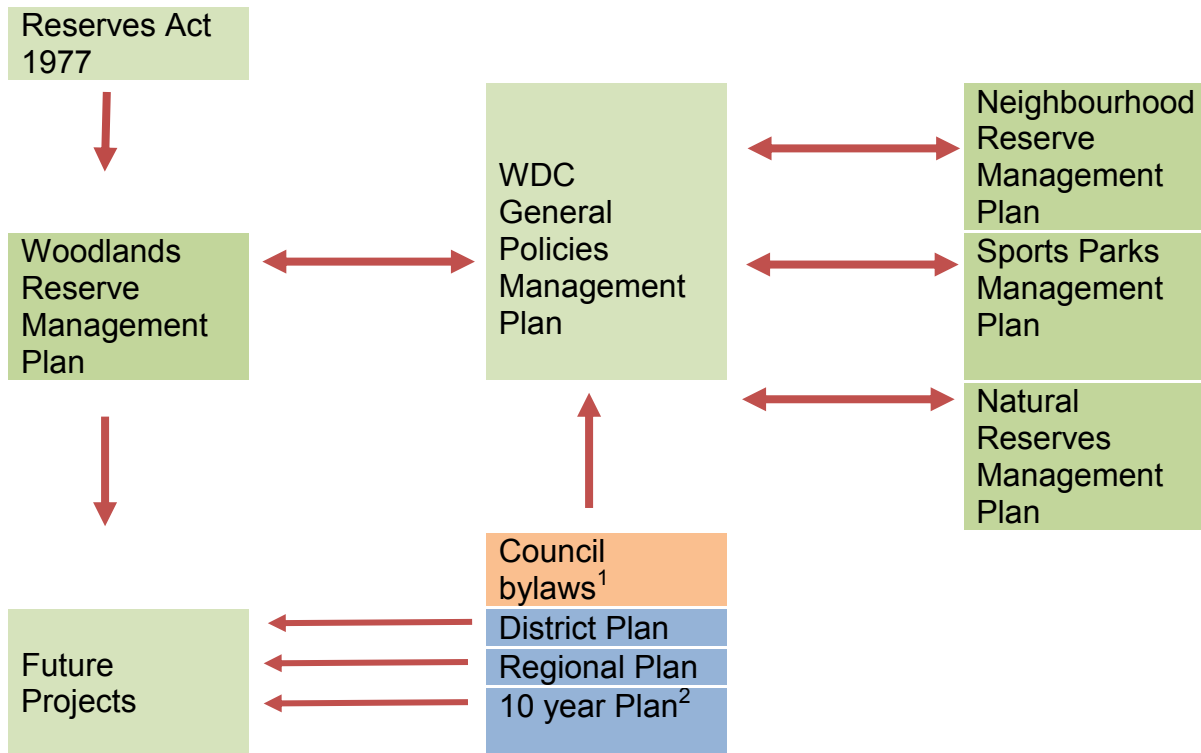 Reserves Act
1977
Woodlands
Reserve
Management
Plan
Future
Projects
WDC
General
Policies
Management
Plan
Council
bylaws1
District Plan
Regional Plan
10 year Plan2
Neighbourhood
Reserve
Management
Plan
Sports Parks
Management
Plan
Natural
Reserves
Management
Plan